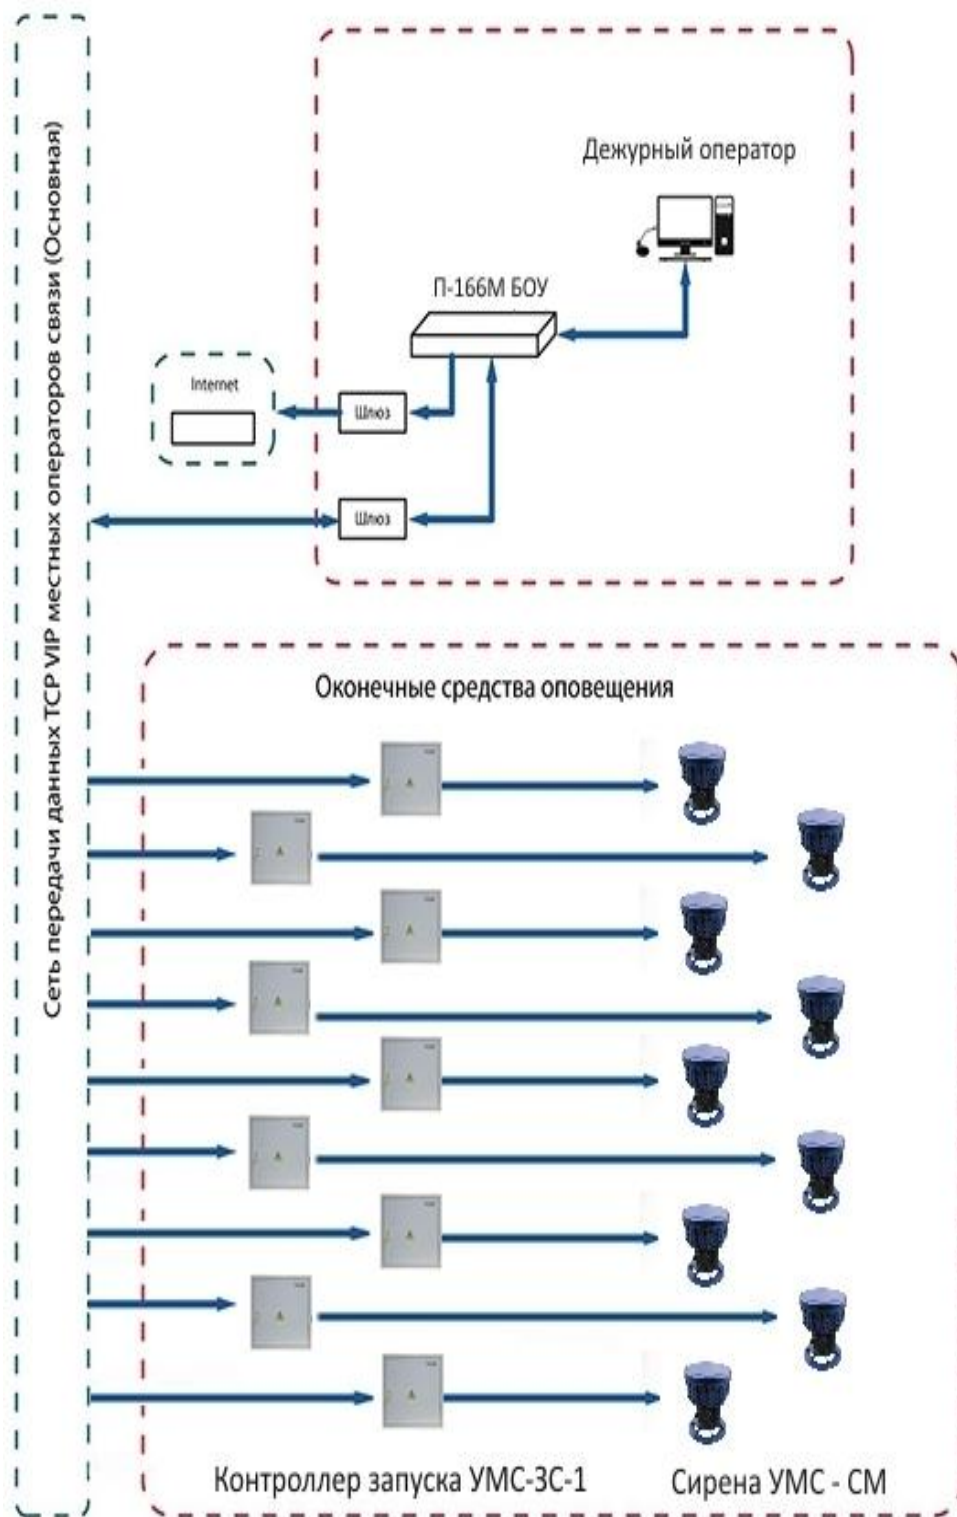 Сеть передачи данных TCP VIP местных операторов связи (Основная)
Дежурный оператор
П-166М БОУ
Internet
Шлюз
Шлюз
Оконечные средства оповещения
Контроллер запуска УМС-ЗС-1
Сирена УМС - СМ